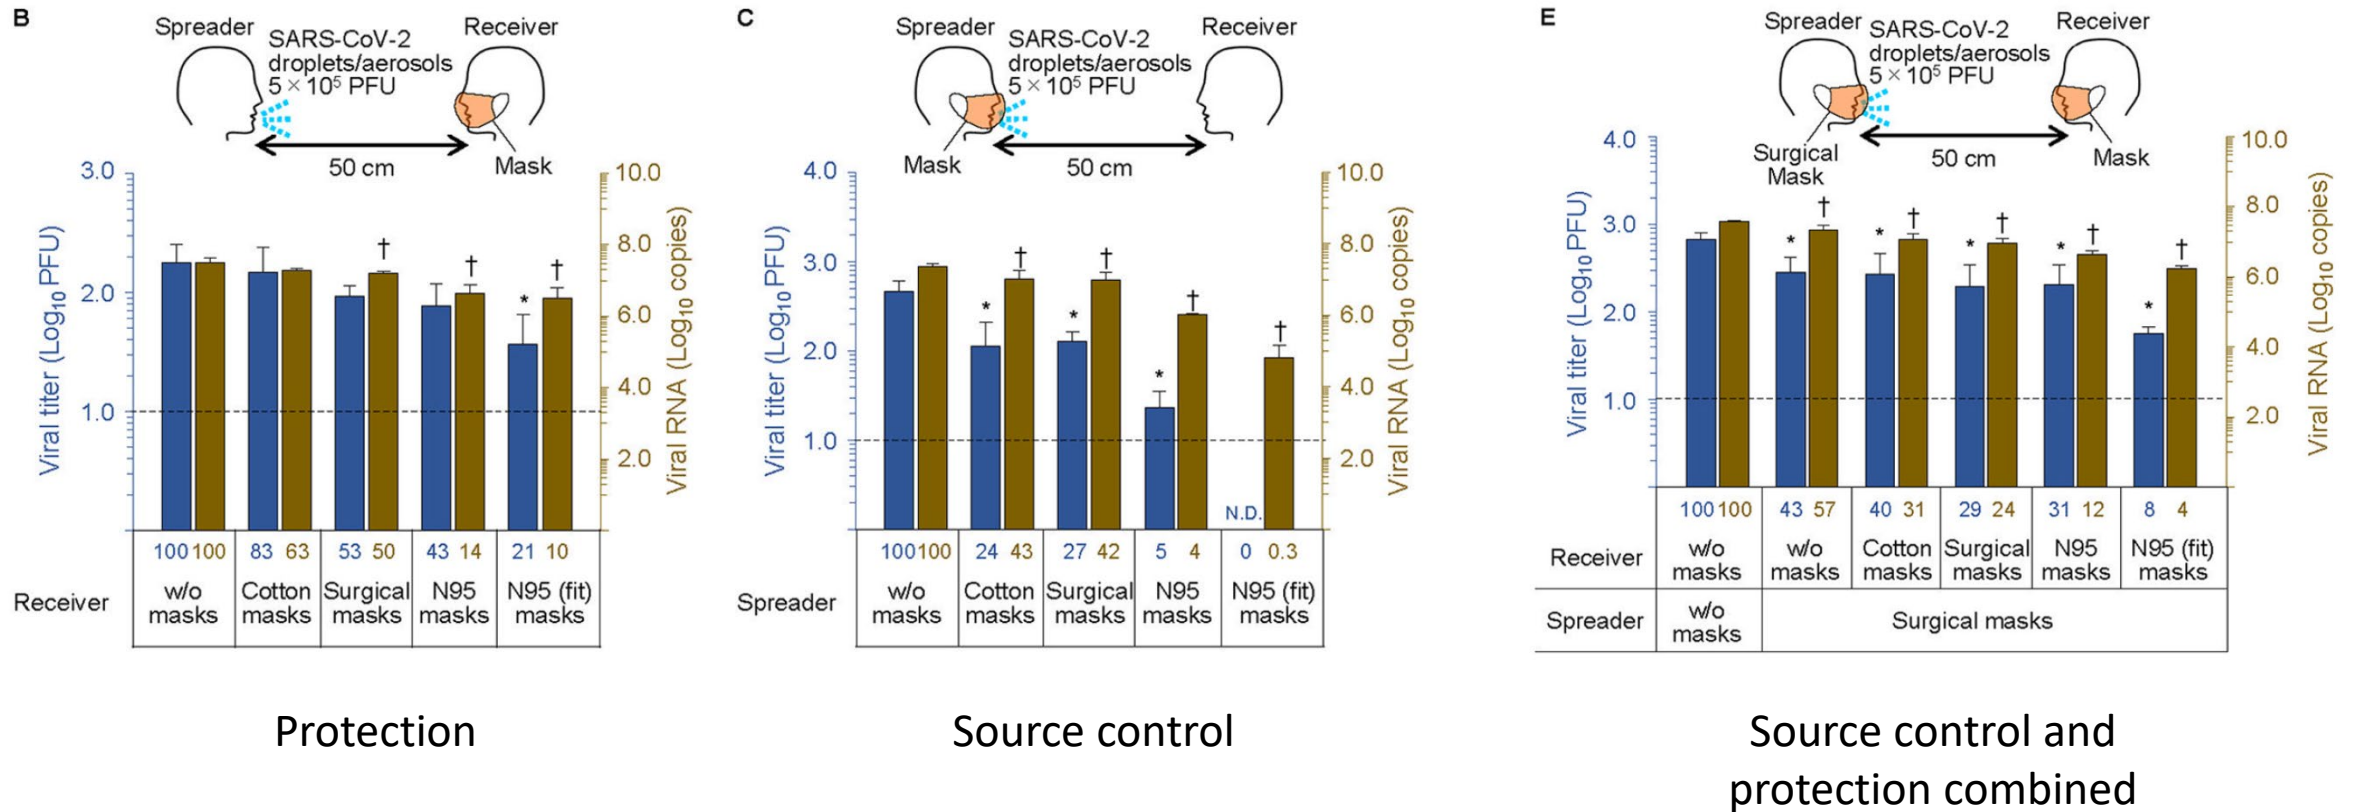 B
Spreader
Receiver
SARS-CoV-2
droplets/aerosols
5 × 10⁵ PFU
50 cm
Mask
Viral titer (Log₁₀ PFU)
3.0
2.0
1.0
Viral RNA (Log₁₀ copies)
10.0
8.0
6.0
4.0
2.0
†
†
†
*
100 100 83 63 53 50 43 14 21 10
Receiver
w/o masks
Cotton masks
Surgical masks
N95 masks
N95 (fit) masks
Protection
C
Spreader
Receiver
SARS-CoV-2
droplets/aerosols
5 × 10⁵ PFU
Mask
50 cm
Viral titer (Log₁₀ PFU)
4.0
3.0
2.0
1.0
Viral RNA (Log₁₀ copies)
10.0
8.0
6.0
4.0
2.0
* † * † * † †
N.D.
100 100 24 43 27 42 5 4 0 0.3
Spreader
w/o masks
Cotton masks
Surgical masks
N95 masks
N95 (fit) masks
Source control
E
Spreader
Receiver
SARS-CoV-2
droplets/aerosols
5 × 10⁵ PFU
Surgical
Mask
50 cm
Mask
Viral titer (Log₁₀ PFU)
4.0
3.0
2.0
1.0
Viral RNA (Log₁₀ copies)
10.0
8.0
6.0
4.0
2.0
* † * † * † * † * †
100 100 43 57 40 31 29 24 31 12 8 4
Receiver
w/o masks
w/o masks
Cotton masks
Surgical masks
N95 masks
N95 (fit) masks
Spreader
w/o masks
Surgical masks
Source control and
protection combined